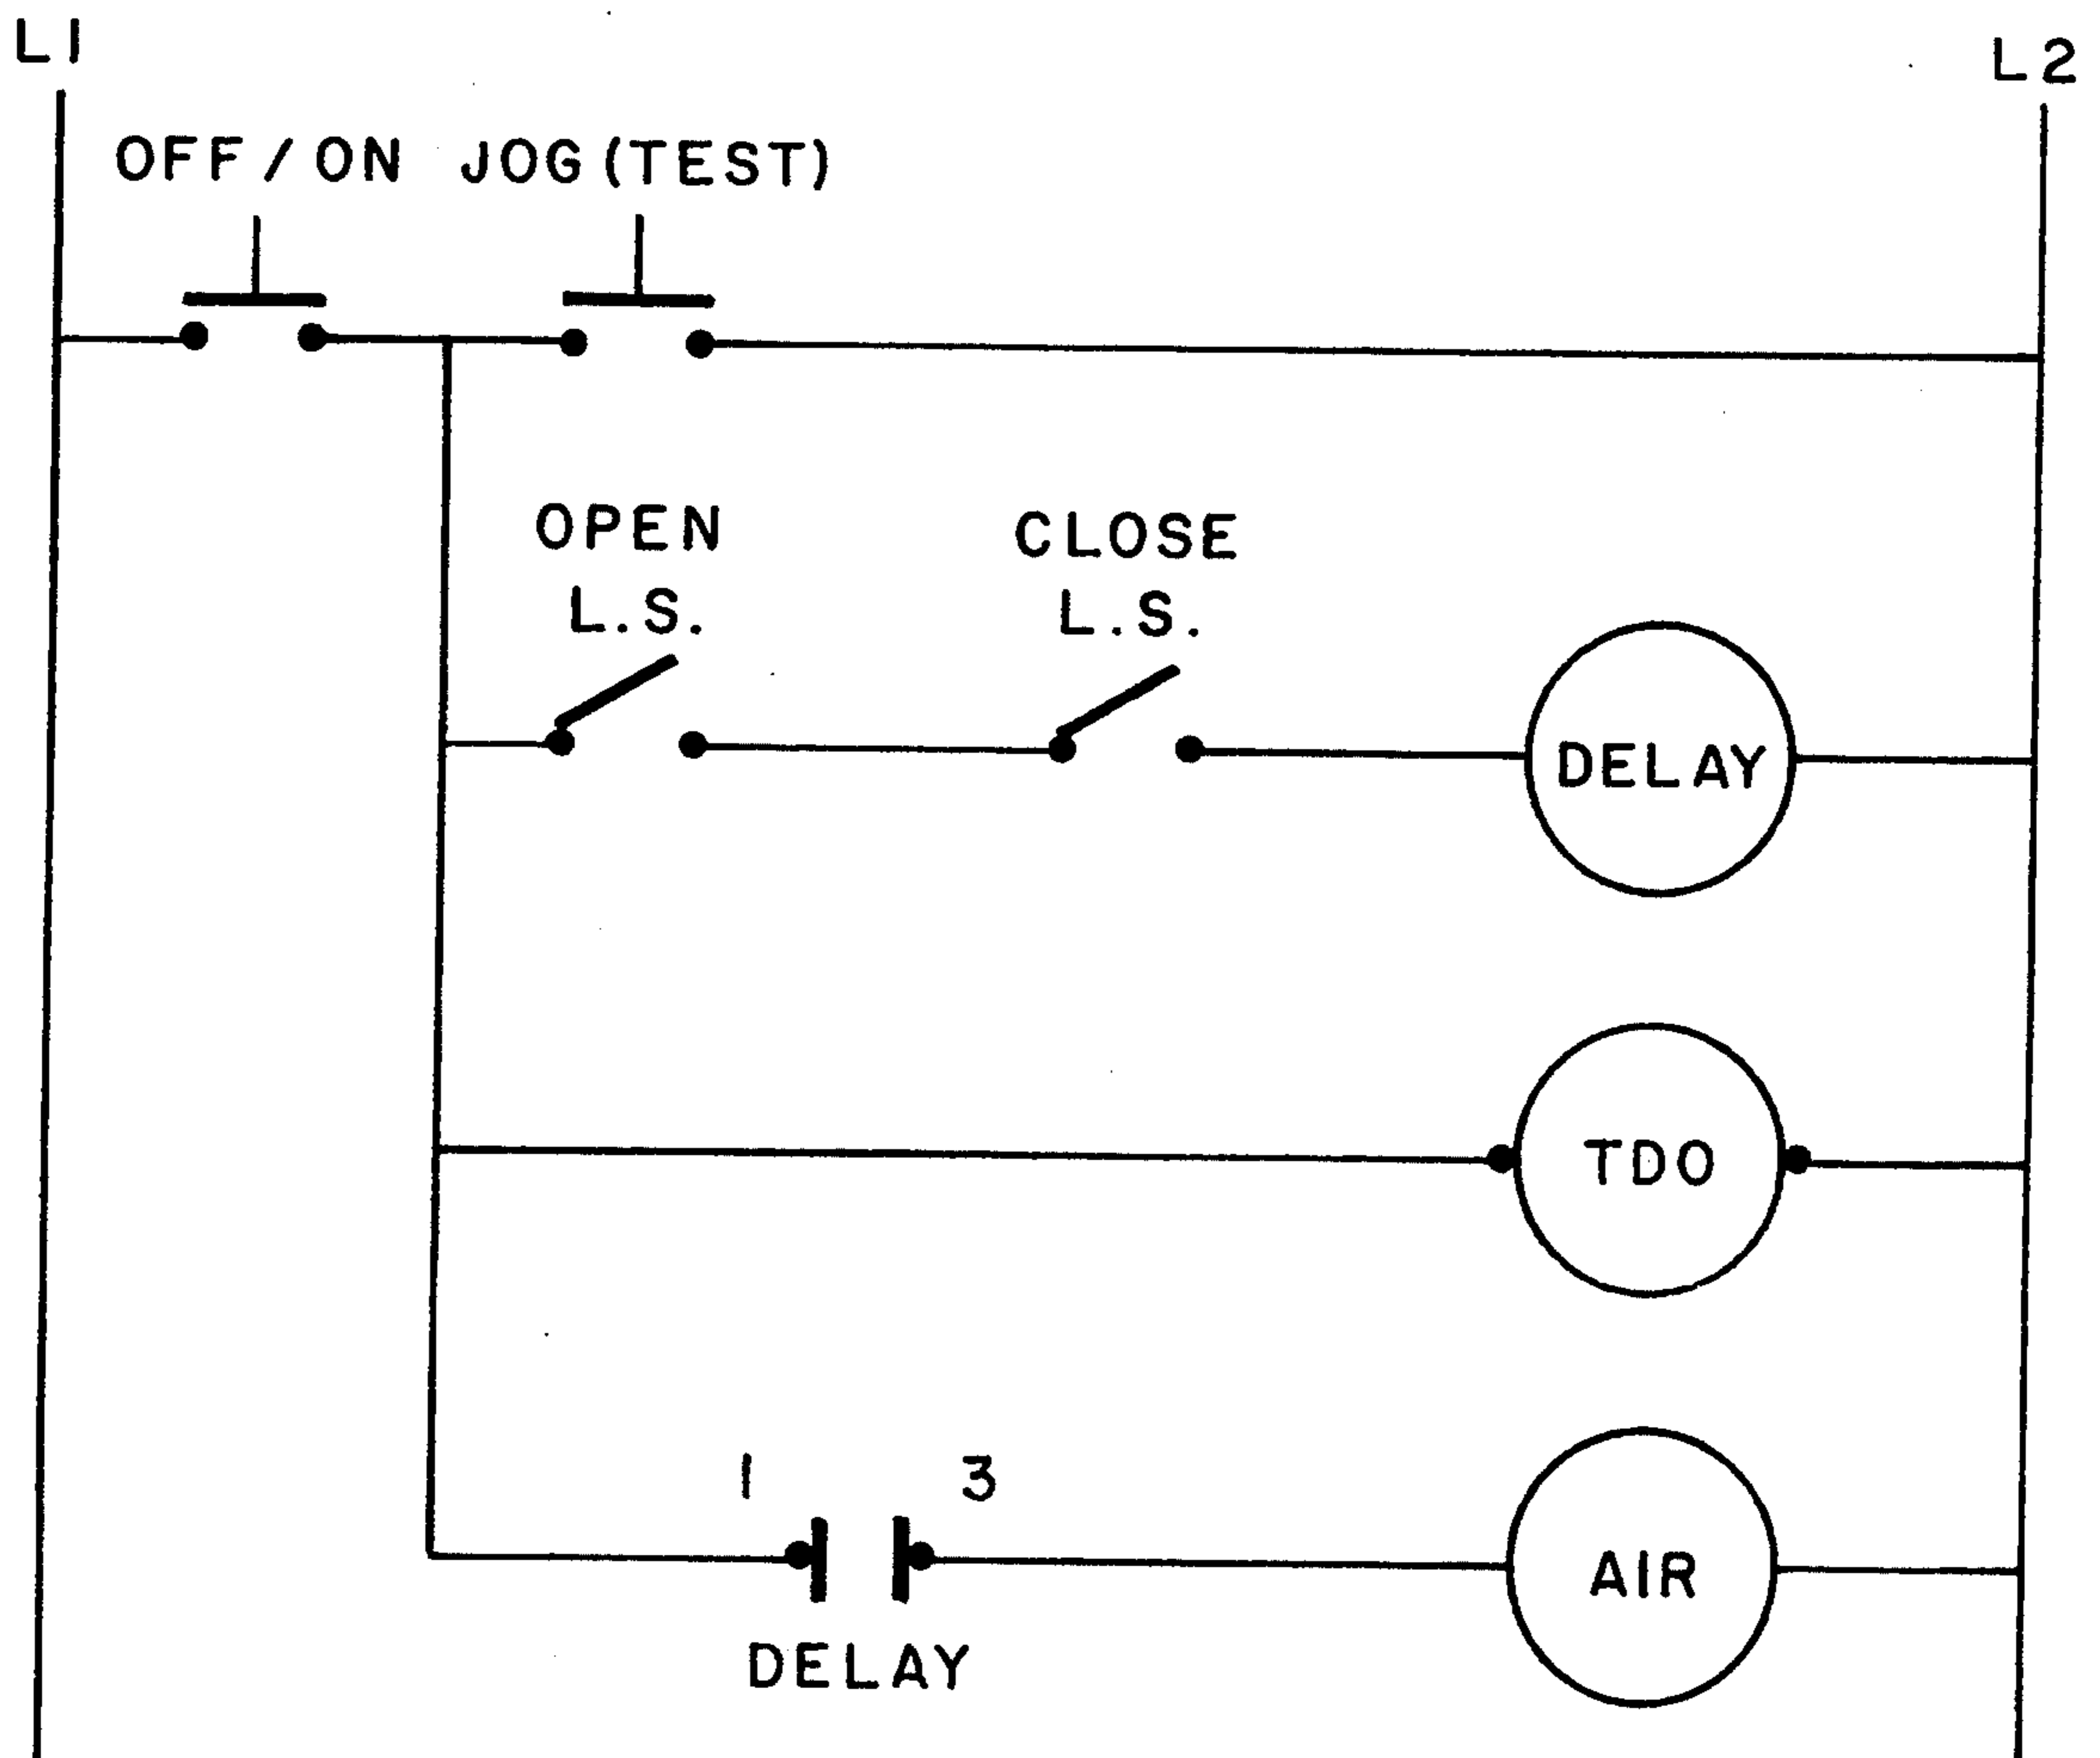 L1
L2
OFF/ON JOG(TEST)
OPEN
L.S.
CLOSE
L.S.
DELAY
TDO
1
3
DELAY
AIR